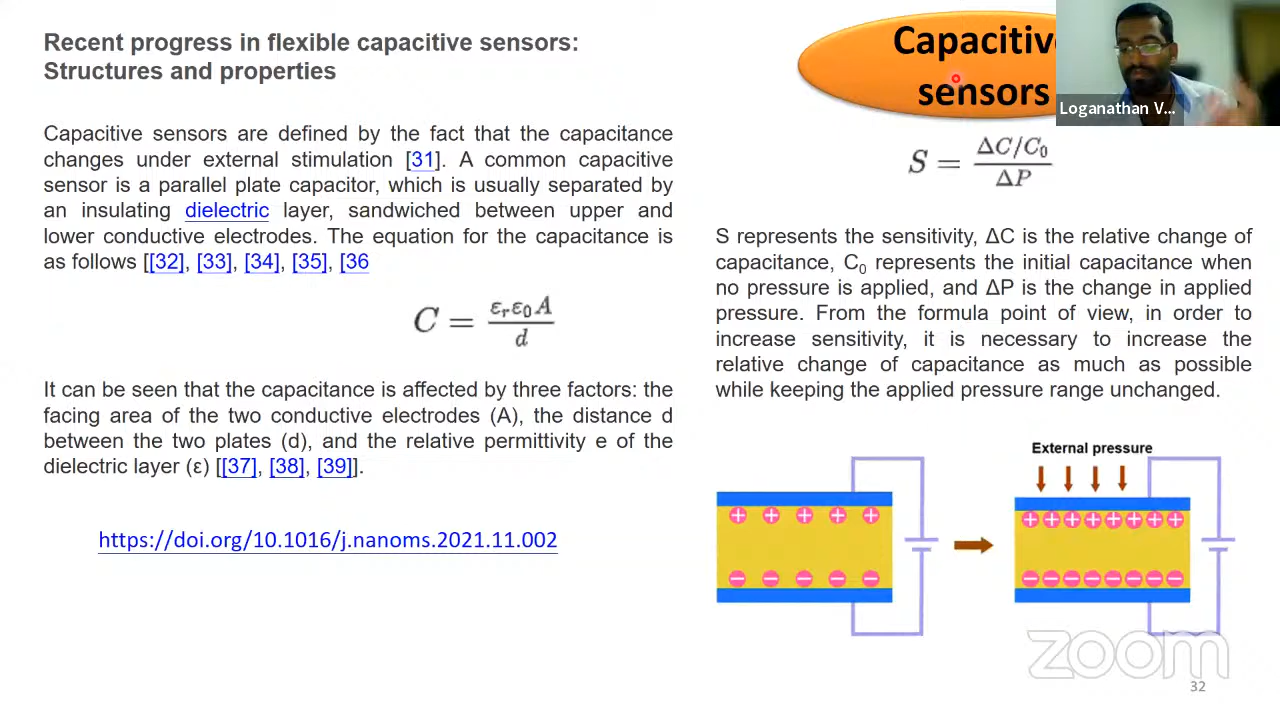 Recent progress in flexible capacitive sensors:
Structures and properties
Capacitive sensors are defined by the fact that the capacitance
changes under external stimulation [31]. A common capacitive
sensor is a parallel plate capacitor, which is usually separated by
an insulating dielectric layer, sandwiched between upper and
lower conductive electrodes. The equation for the capacitance is
as follows [[32], [33], [34], [35], [36
C = εrε0A / d
It can be seen that the capacitance is affected by three factors: the
facing area of the two conductive electrodes (A), the distance d
between the two plates (d), and the relative permittivity e of the
dielectric layer (ε) [[37], [38], [39]].
https://doi.org/10.1016/j.nanoms.2021.11.002
Capacitiv
sensors
Loganathan V...
S = ΔC/C0 / ΔP
S represents the sensitivity, ΔC is the relative change of
capacitance, C0 represents the initial capacitance when
no pressure is applied, and ΔP is the change in applied
pressure. From the formula point of view, in order to
increase sensitivity, it is necessary to increase the
relative change of capacitance as much as possible
while keeping the applied pressure range unchanged.
External pressure
zoom
32